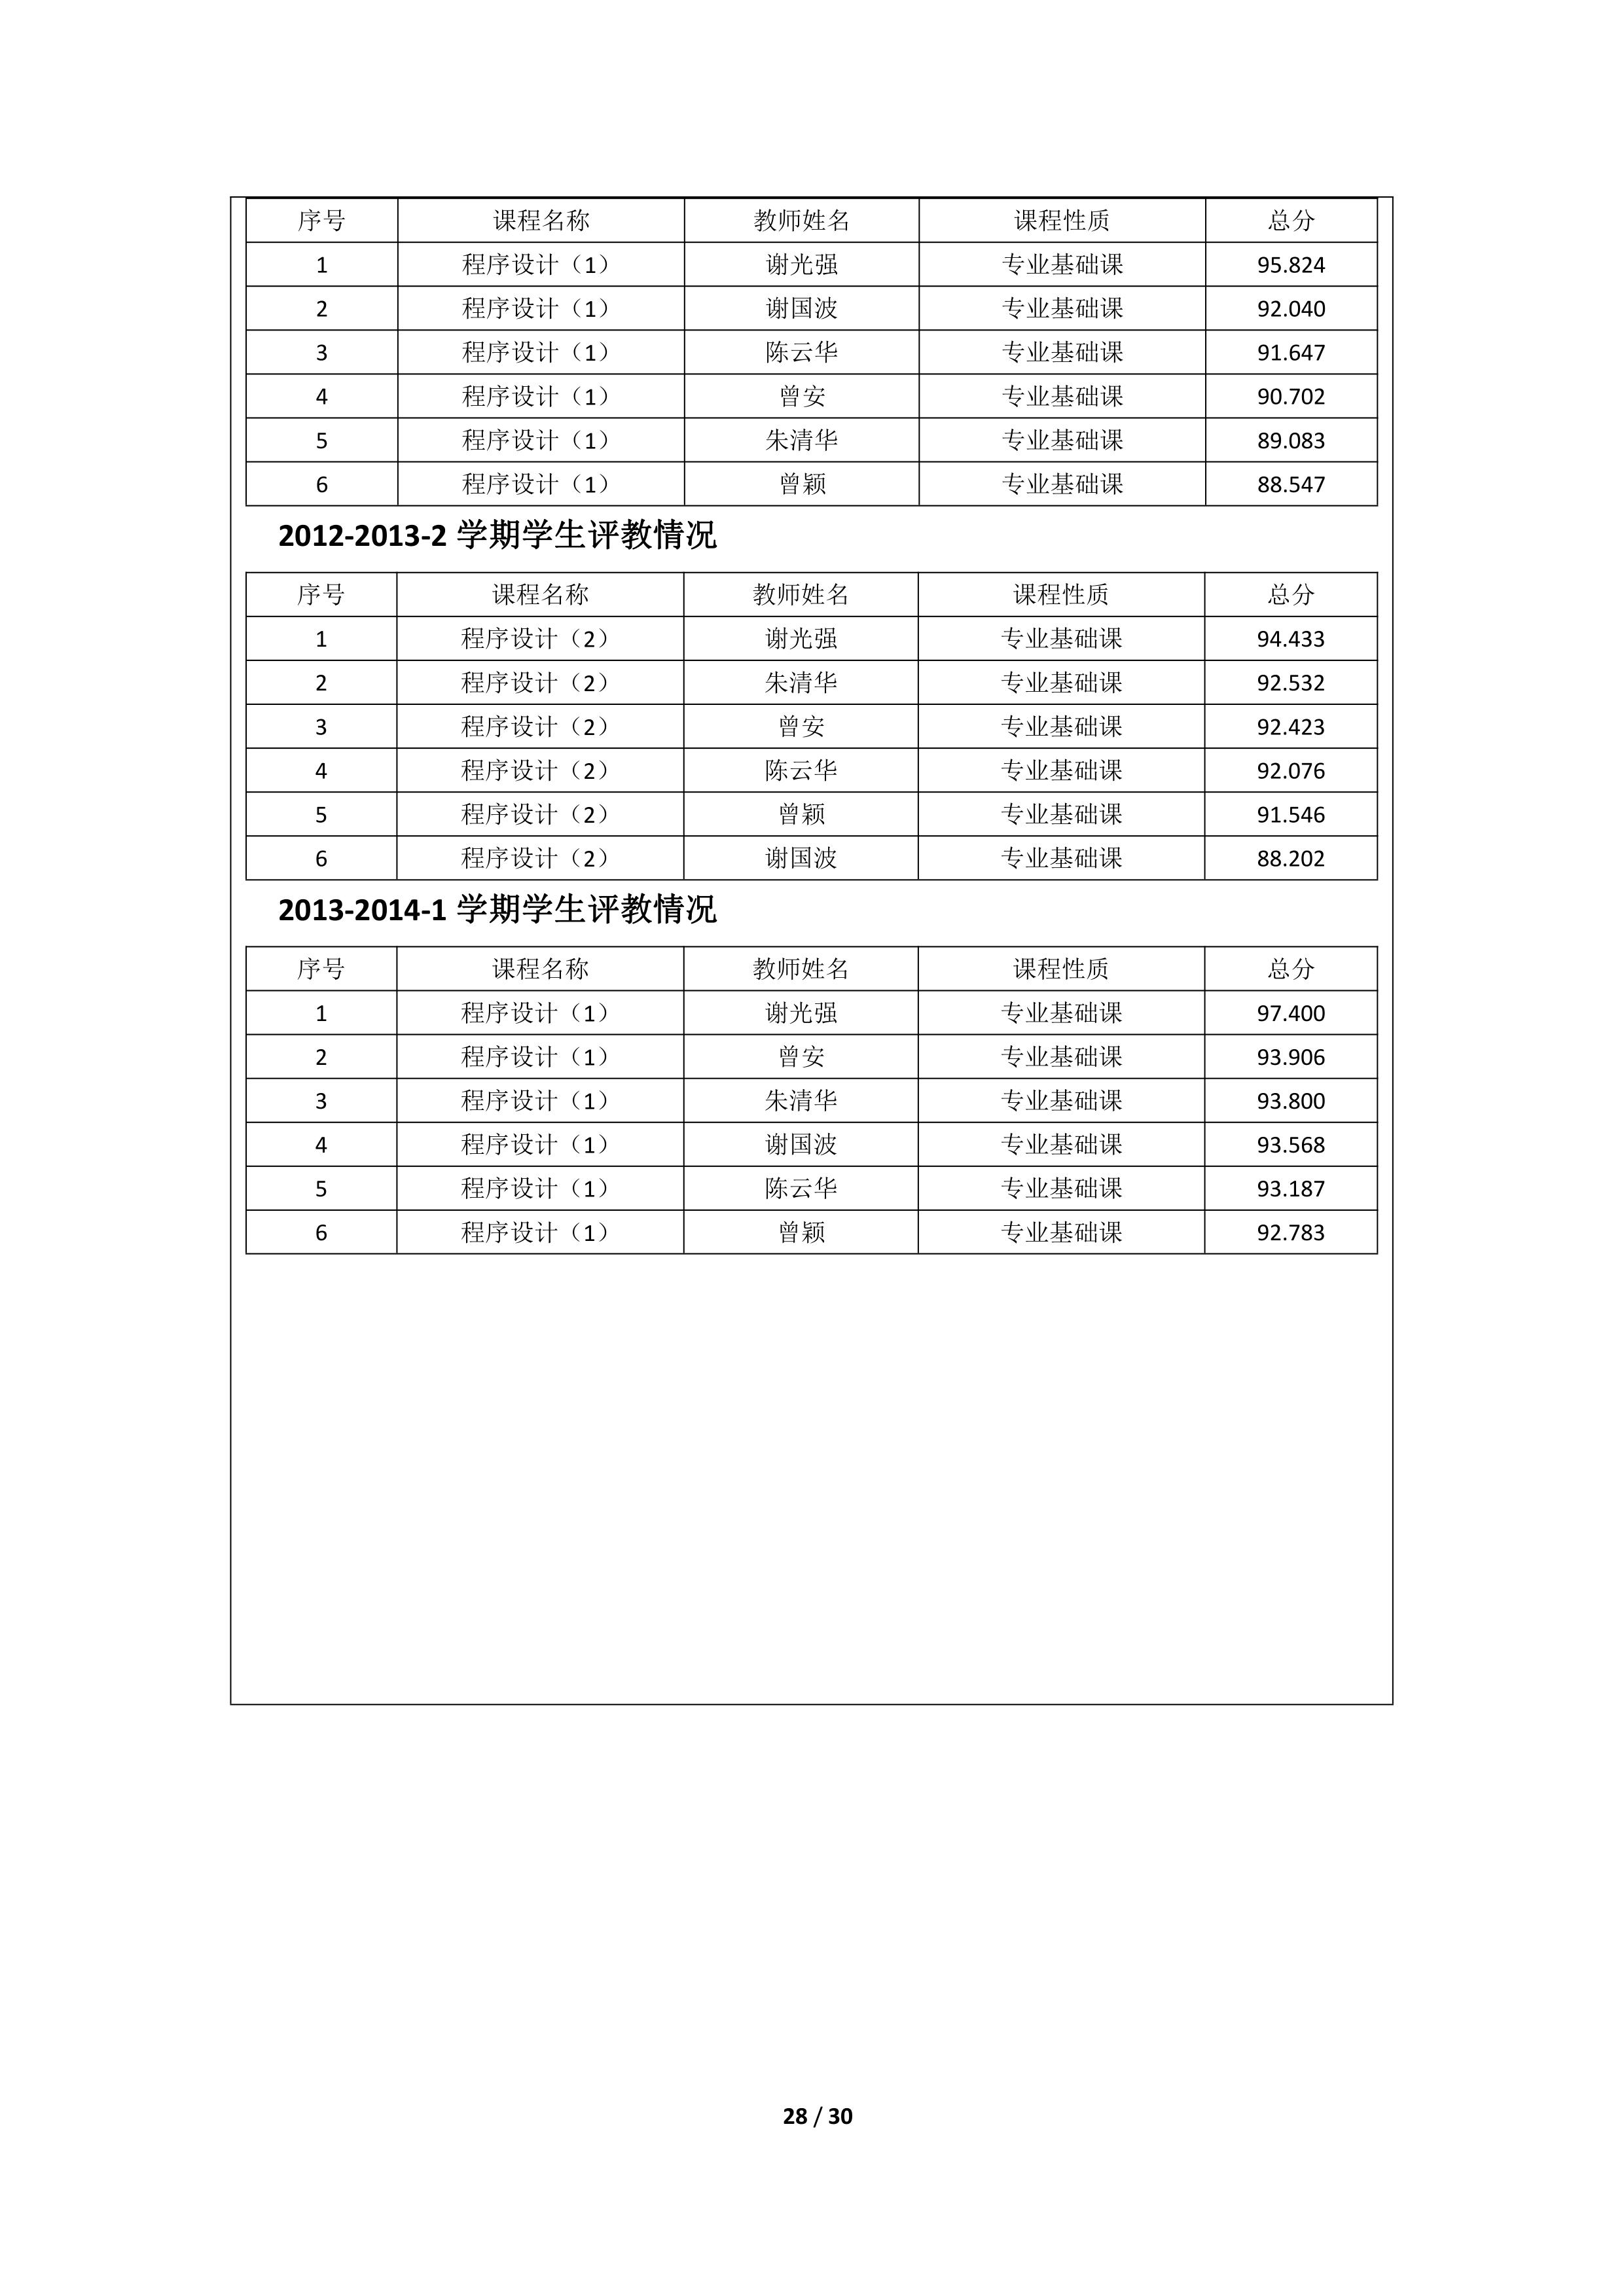 序号 课程名称 教师姓名 课程性质 总分
1 程序设计（1） 谢光强 专业基础课 95.824
2 程序设计（1） 谢国波 专业基础课 92.040
3 程序设计（1） 陈云华 专业基础课 91.647
4 程序设计（1） 曾安 专业基础课 90.702
5 程序设计（1） 朱清华 专业基础课 89.083
6 程序设计（1） 曾颖 专业基础课 88.547
2012-2013-2 学期学生评教情况
序号 课程名称 教师姓名 课程性质 总分
1 程序设计（2） 谢光强 专业基础课 94.433
2 程序设计（2） 朱清华 专业基础课 92.532
3 程序设计（2） 曾安 专业基础课 92.423
4 程序设计（2） 陈云华 专业基础课 92.076
5 程序设计（2） 曾颖 专业基础课 91.546
6 程序设计（2） 谢国波 专业基础课 88.202
2013-2014-1 学期学生评教情况
序号 课程名称 教师姓名 课程性质 总分
1 程序设计（1） 谢光强 专业基础课 97.400
2 程序设计（1） 曾安 专业基础课 93.906
3 程序设计（1） 朱清华 专业基础课 93.800
4 程序设计（1） 谢国波 专业基础课 93.568
5 程序设计（1） 陈云华 专业基础课 93.187
6 程序设计（1） 曾颖 专业基础课 92.783
28 / 30